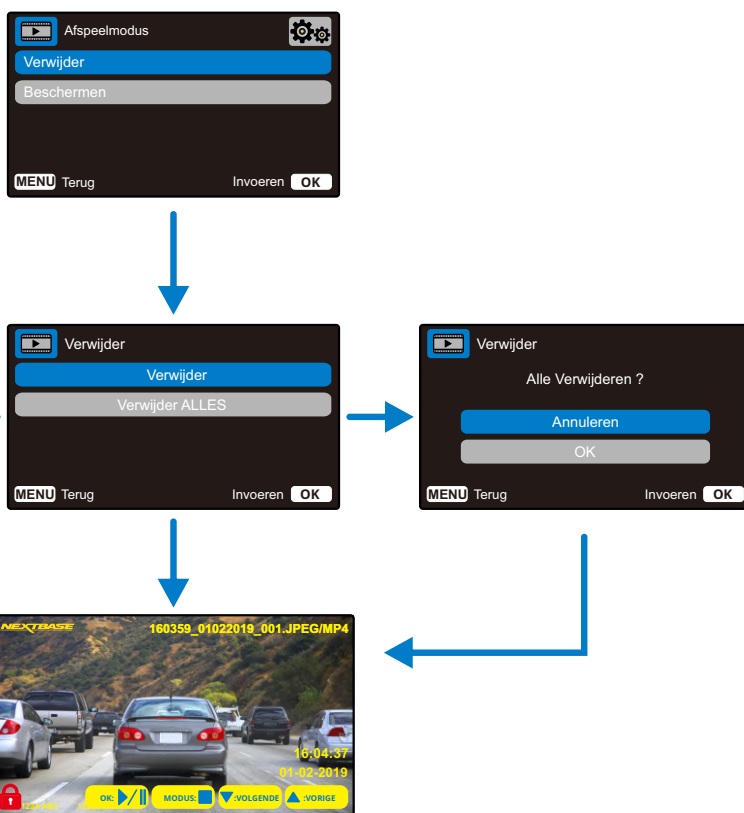 Afspeelmodus
Verwijder
Beschermen
MENU Terug Invoeren OK
Verwijder
Verwijder
Verwijder ALLES
MENU Terug Invoeren OK
Verwijder
Alle Verwijderen ?
Annuleren
OK
MENU Terug Invoeren OK
NEXTBASE 160359_01022019_001.JPEG/MP4
16:04:37
01-02-2019
OK: MODUS: :VOLGENDE :VORIGE